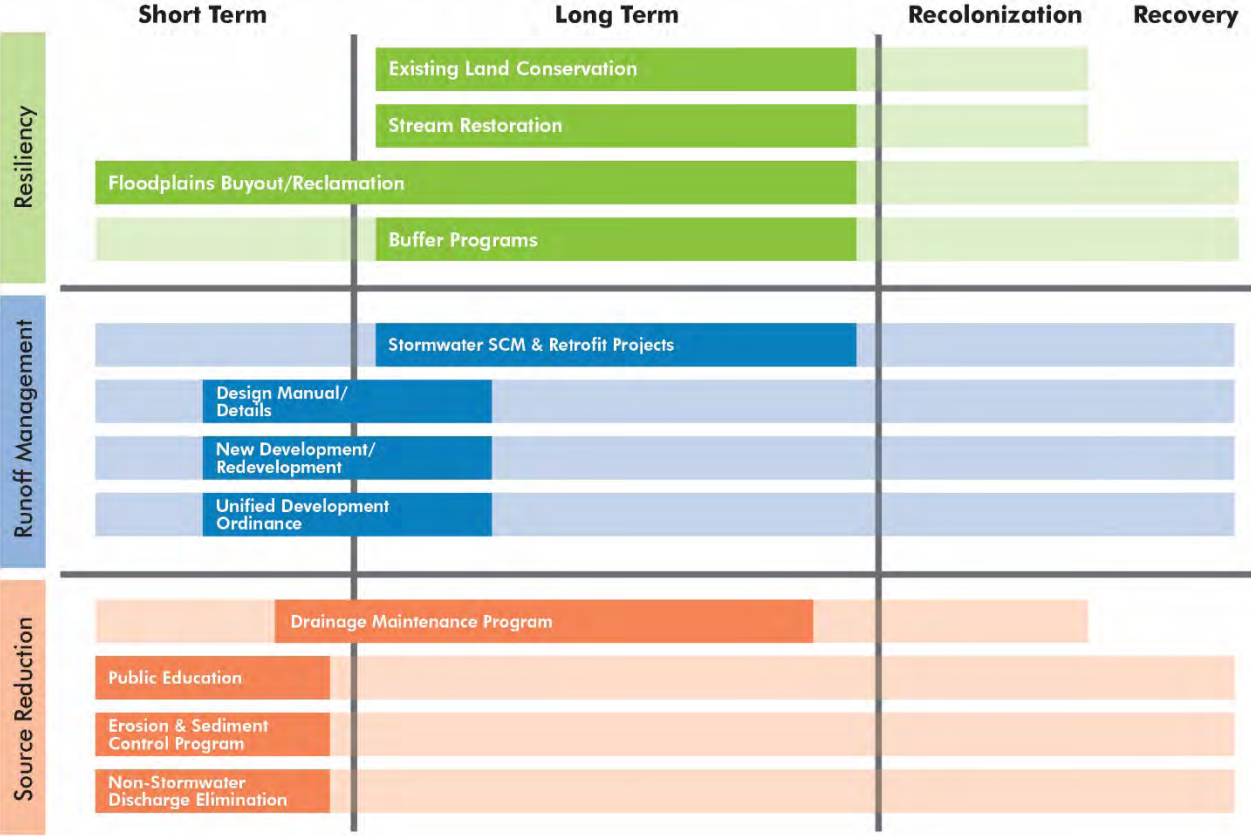 Short Term Long Term Recolonization Recovery
Resiliency
Existing Land Conservation
Stream Restoration
Floodplains Buyout/Reclamation
Buffer Programs
Runoff Management
Stormwater SCM & Retrofit Projects
Design Manual/
Details
New Development/
Redevelopment
Unified Development
Ordinance
Source Reduction
Drainage Maintenance Program
Public Education
Erosion & Sediment
Control Program
Non-Stormwater
Discharge Elimination